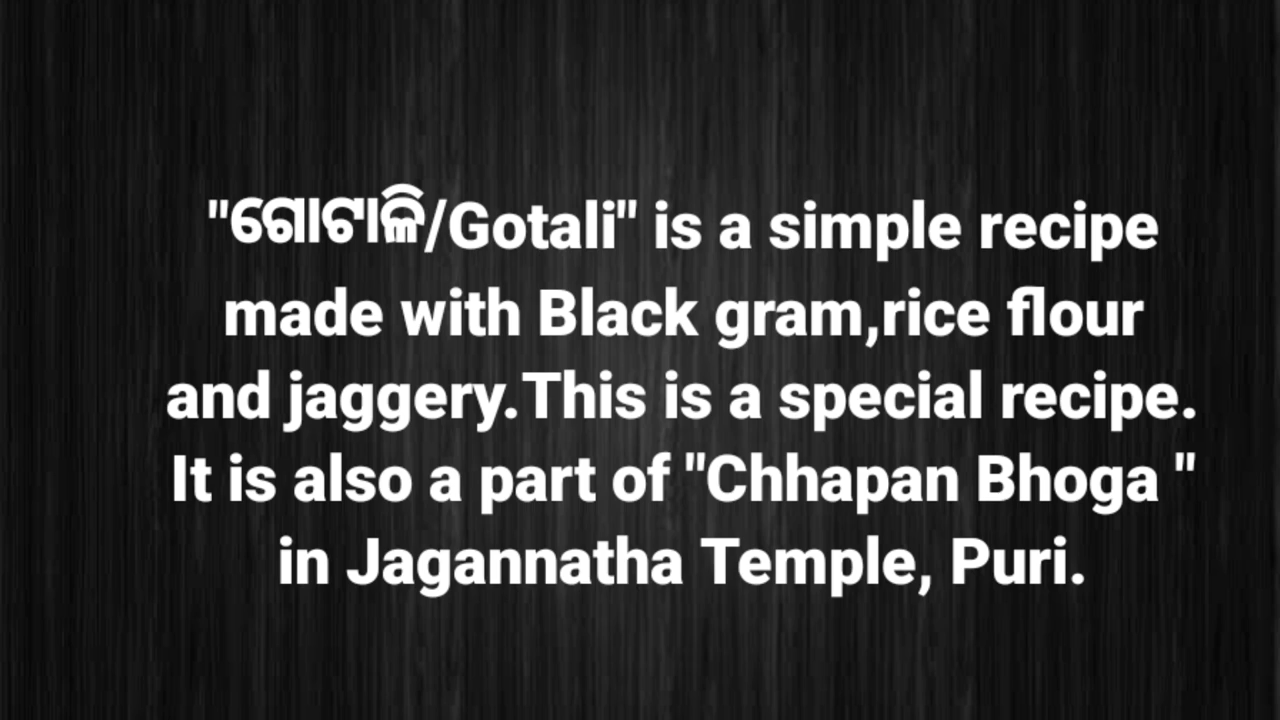 "ଗୋଟାଳି/Gotali" is a simple recipe
made with Black gram,rice flour
and jaggery.This is a special recipe.
It is also a part of "Chhapan Bhoga "
in Jagannatha Temple, Puri.